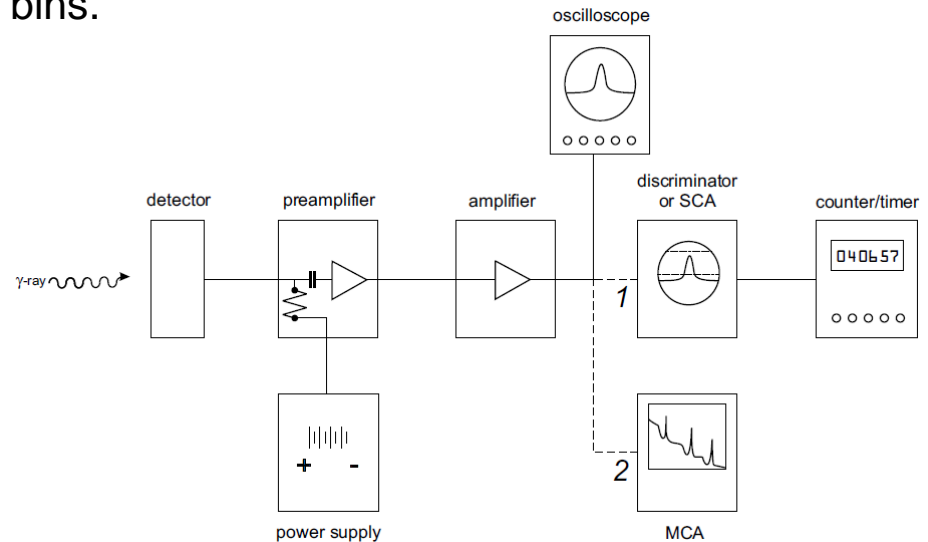 bins.
oscilloscope
detector
preamplifier
amplifier
discriminator
or SCA
counter/timer
γ-ray
040657
1
+ -
2
power supply
MCA